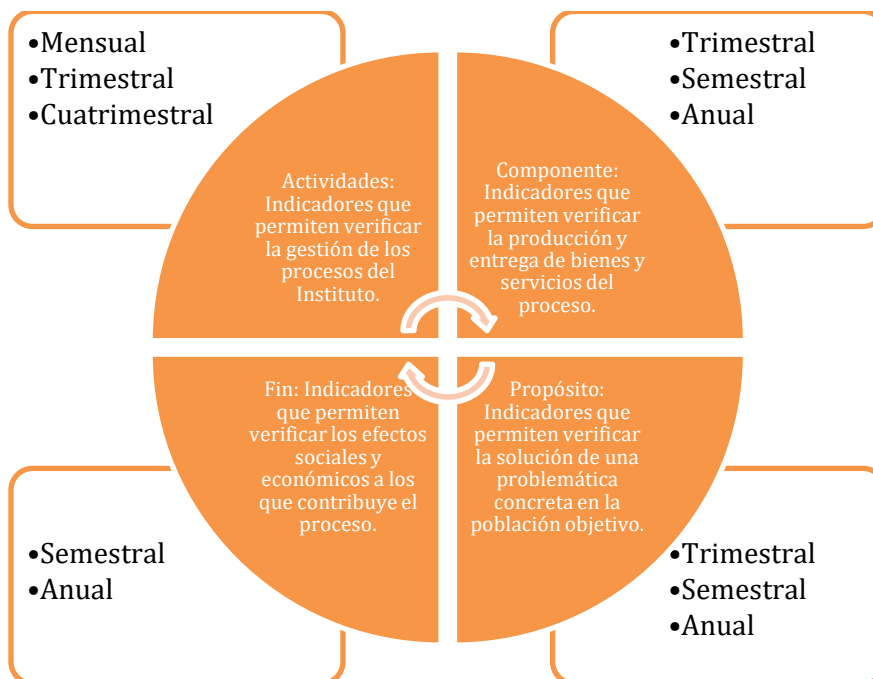 •Mensual
•Trimestral
•Cuatrimestral
Actividades:
Indicadores que
permiten verificar
la gestión de los
procesos del
Instituto.
•Trimestral
•Semestral
•Anual
Componente:
Indicadores que
permiten verificar
la producción y
entrega de bienes y
servicios del
proceso.
Fin: Indicadores
que permiten
verificar los efectos
sociales y
económicos a los
que contribuye el
proceso.
•Semestral
•Anual
Propósito:
Indicadores que
permiten verificar
la solución de una
problemática
concreta en la
población objetivo.
•Trimestral
•Semestral
•Anual